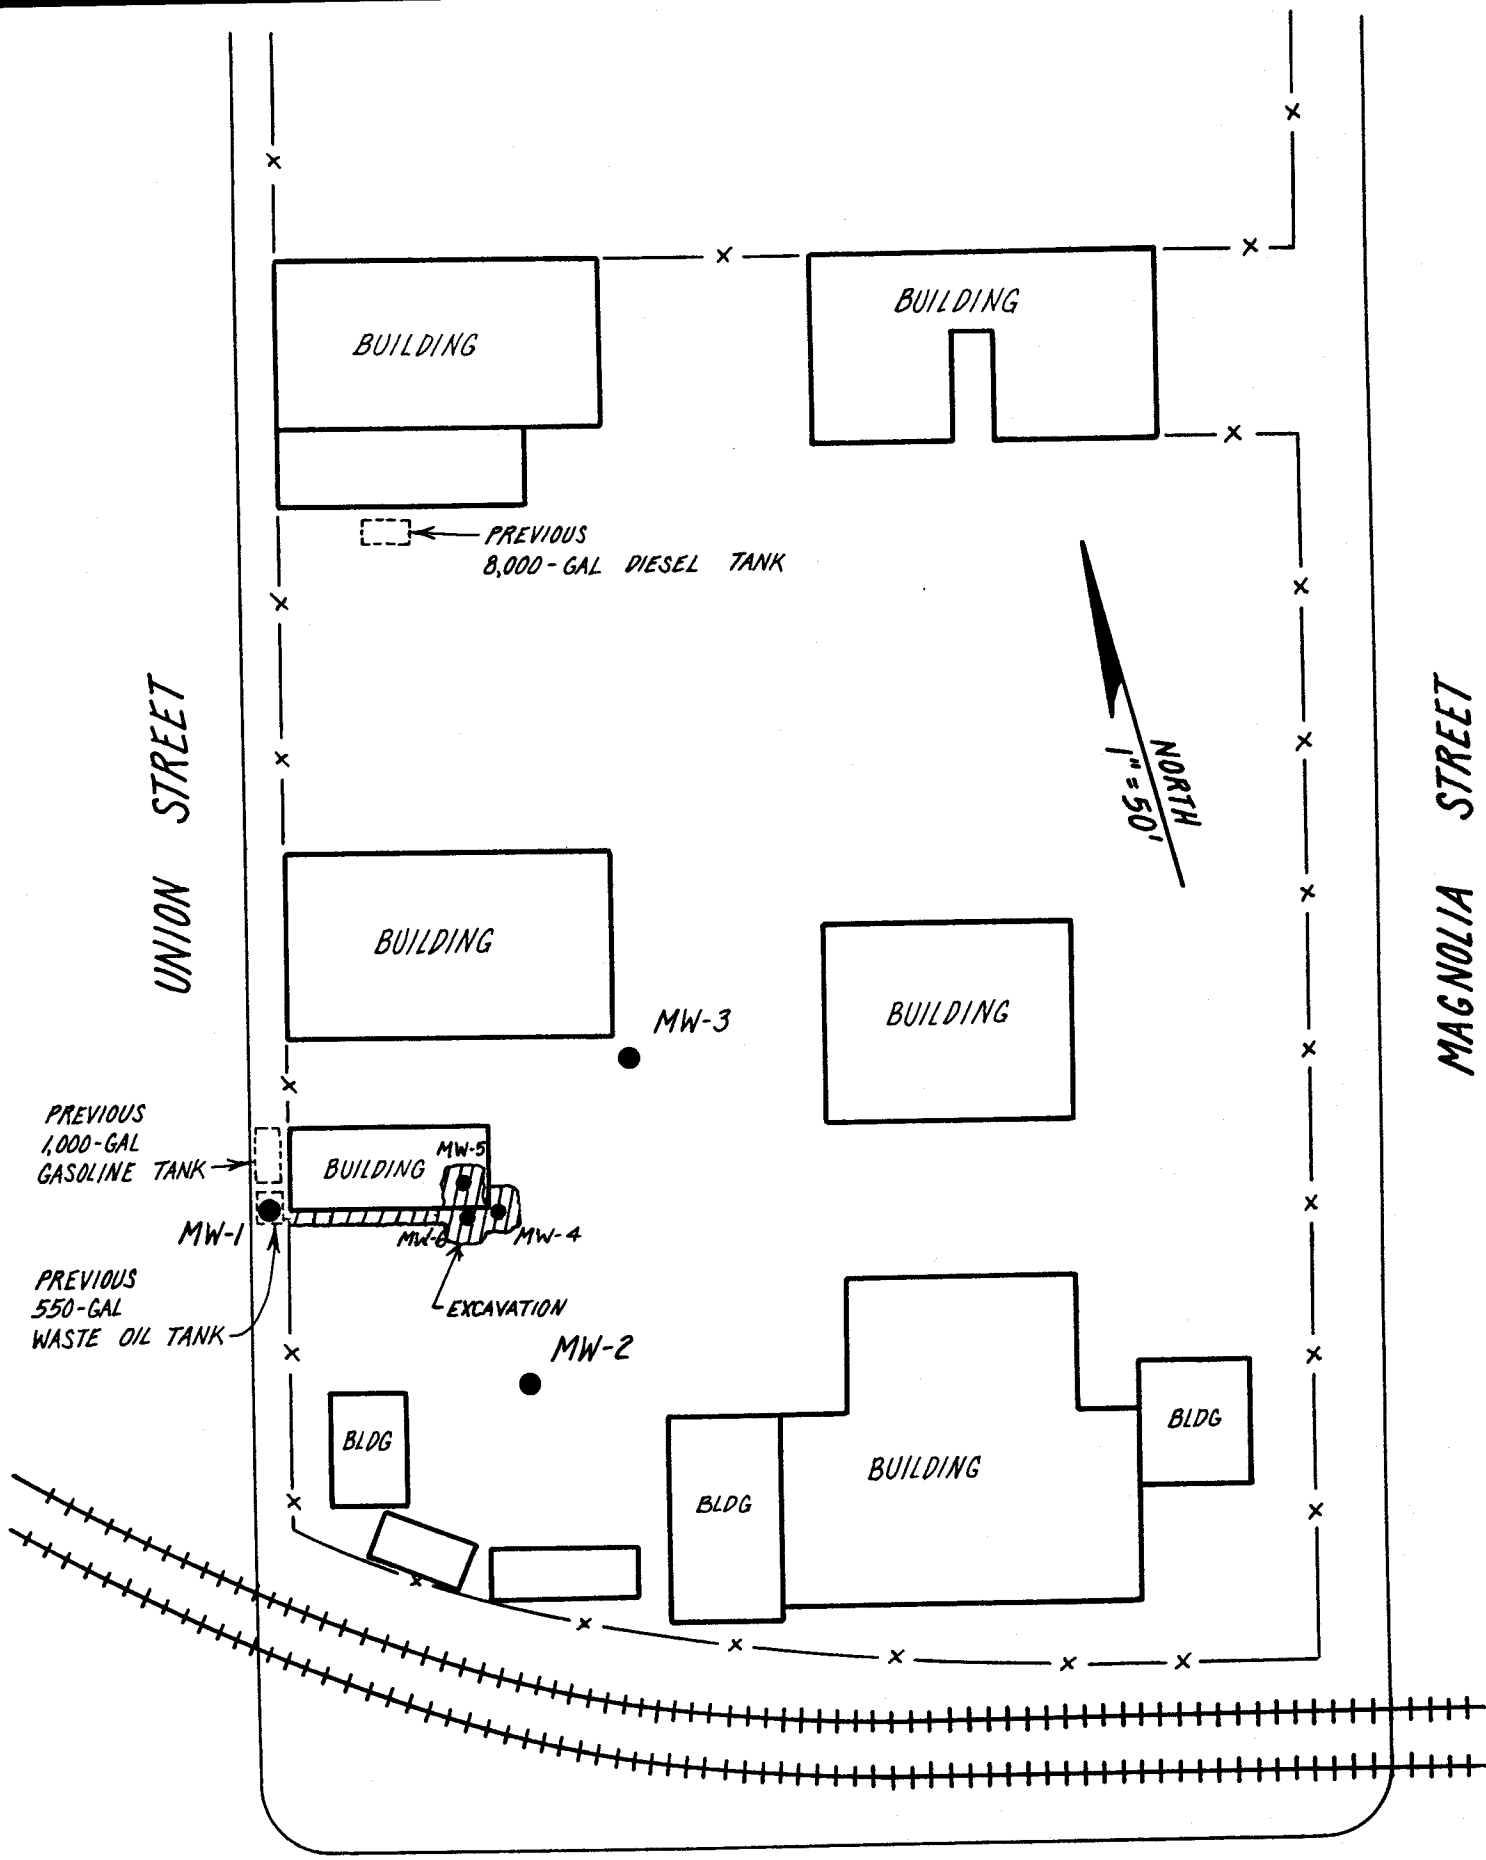 BUILDING
BUILDING
PREVIOUS
8,000-GAL DIESEL TANK
UNION STREET
NORTH
1" = 50'
MAGNOLIA STREET
BUILDING
BUILDING
MW-3
PREVIOUS
1,000-GAL
GASOLINE TANK
BUILDING
MW-5
MW-1
MW-6
MW-4
PREVIOUS
550-GAL
WASTE OIL TANK
EXCAVATION
MW-2
BLDG
BLDG
BUILDING
BLDG